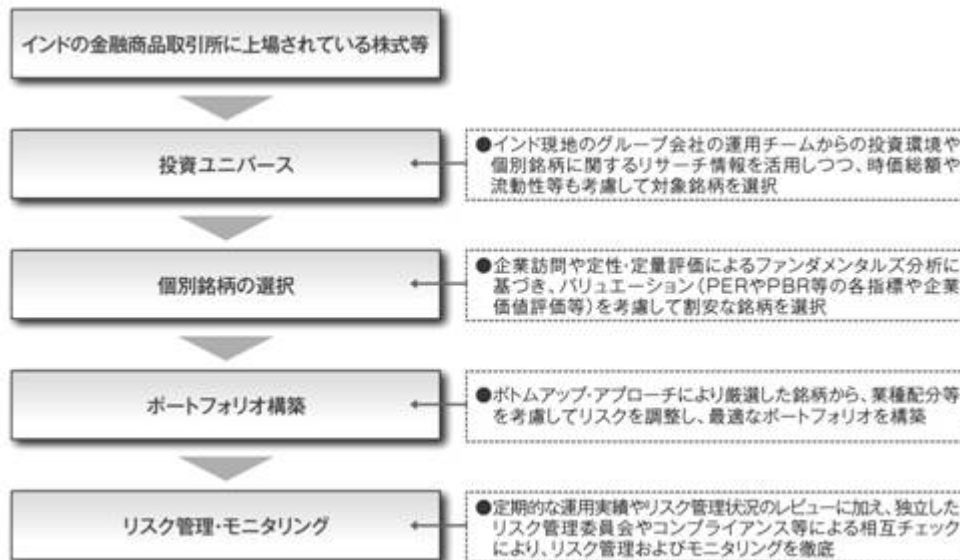 インドの金融商品取引所に上場されている株式等
投資ユニバース
●インド現地のグループ会社の運用チームからの投資環境や
個別銘柄に関するリサーチ情報を活用しつつ、時価総額や
流動性等も考慮して対象銘柄を選択
個別銘柄の選択
●企業訪問や定性・定量評価によるファンダメンタルズ分析に
基づき、バリュエーション(PERやPBR等の各指標や企業
価値評価等)を考慮して割安な銘柄を選択
ポートフォリオ構築
●ボトムアップ・アプローチにより厳選した銘柄から、業種配分等
を考慮してリスクを調整し、最適なポートフォリオを構築
リスク管理・モニタリング
●定期的な運用実績やリスク管理状況のレビューに加え、独立した
リスク管理委員会やコンプライアンス等による相互チェック
により、リスク管理およびモニタリングを徹底